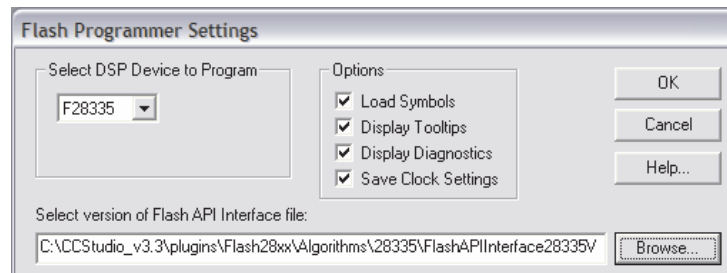 Flash Programmer Settings
Select DSP Device to Program
F28335
Options
Load Symbols
Display Tooltips
Display Diagnostics
Save Clock Settings
OK
Cancel
Help...
Select version of Flash API Interface file:
C:\CCStudio_v3.3\plugins\Flash28xx\Algorithms\28335\FlashAPIInterface28335V
Browse...